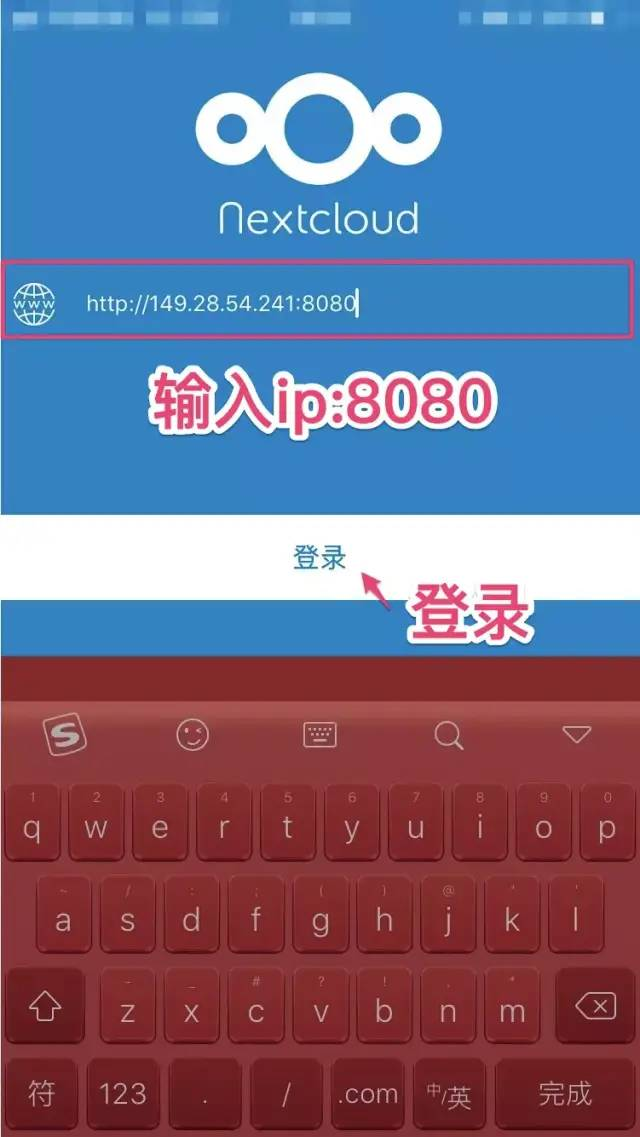 Nextcloud
www http://149.28.54.241:8080
输入ip:8080
登录
登录
S
1 2 3 4 5 6 7 8 9 0
q w e r t y u i o p
~ / : ; ( ) @ " '
a s d f g h j k l
- _ # ? ! , *
z x c v b n m
符 123 . / .com 中/英 完成